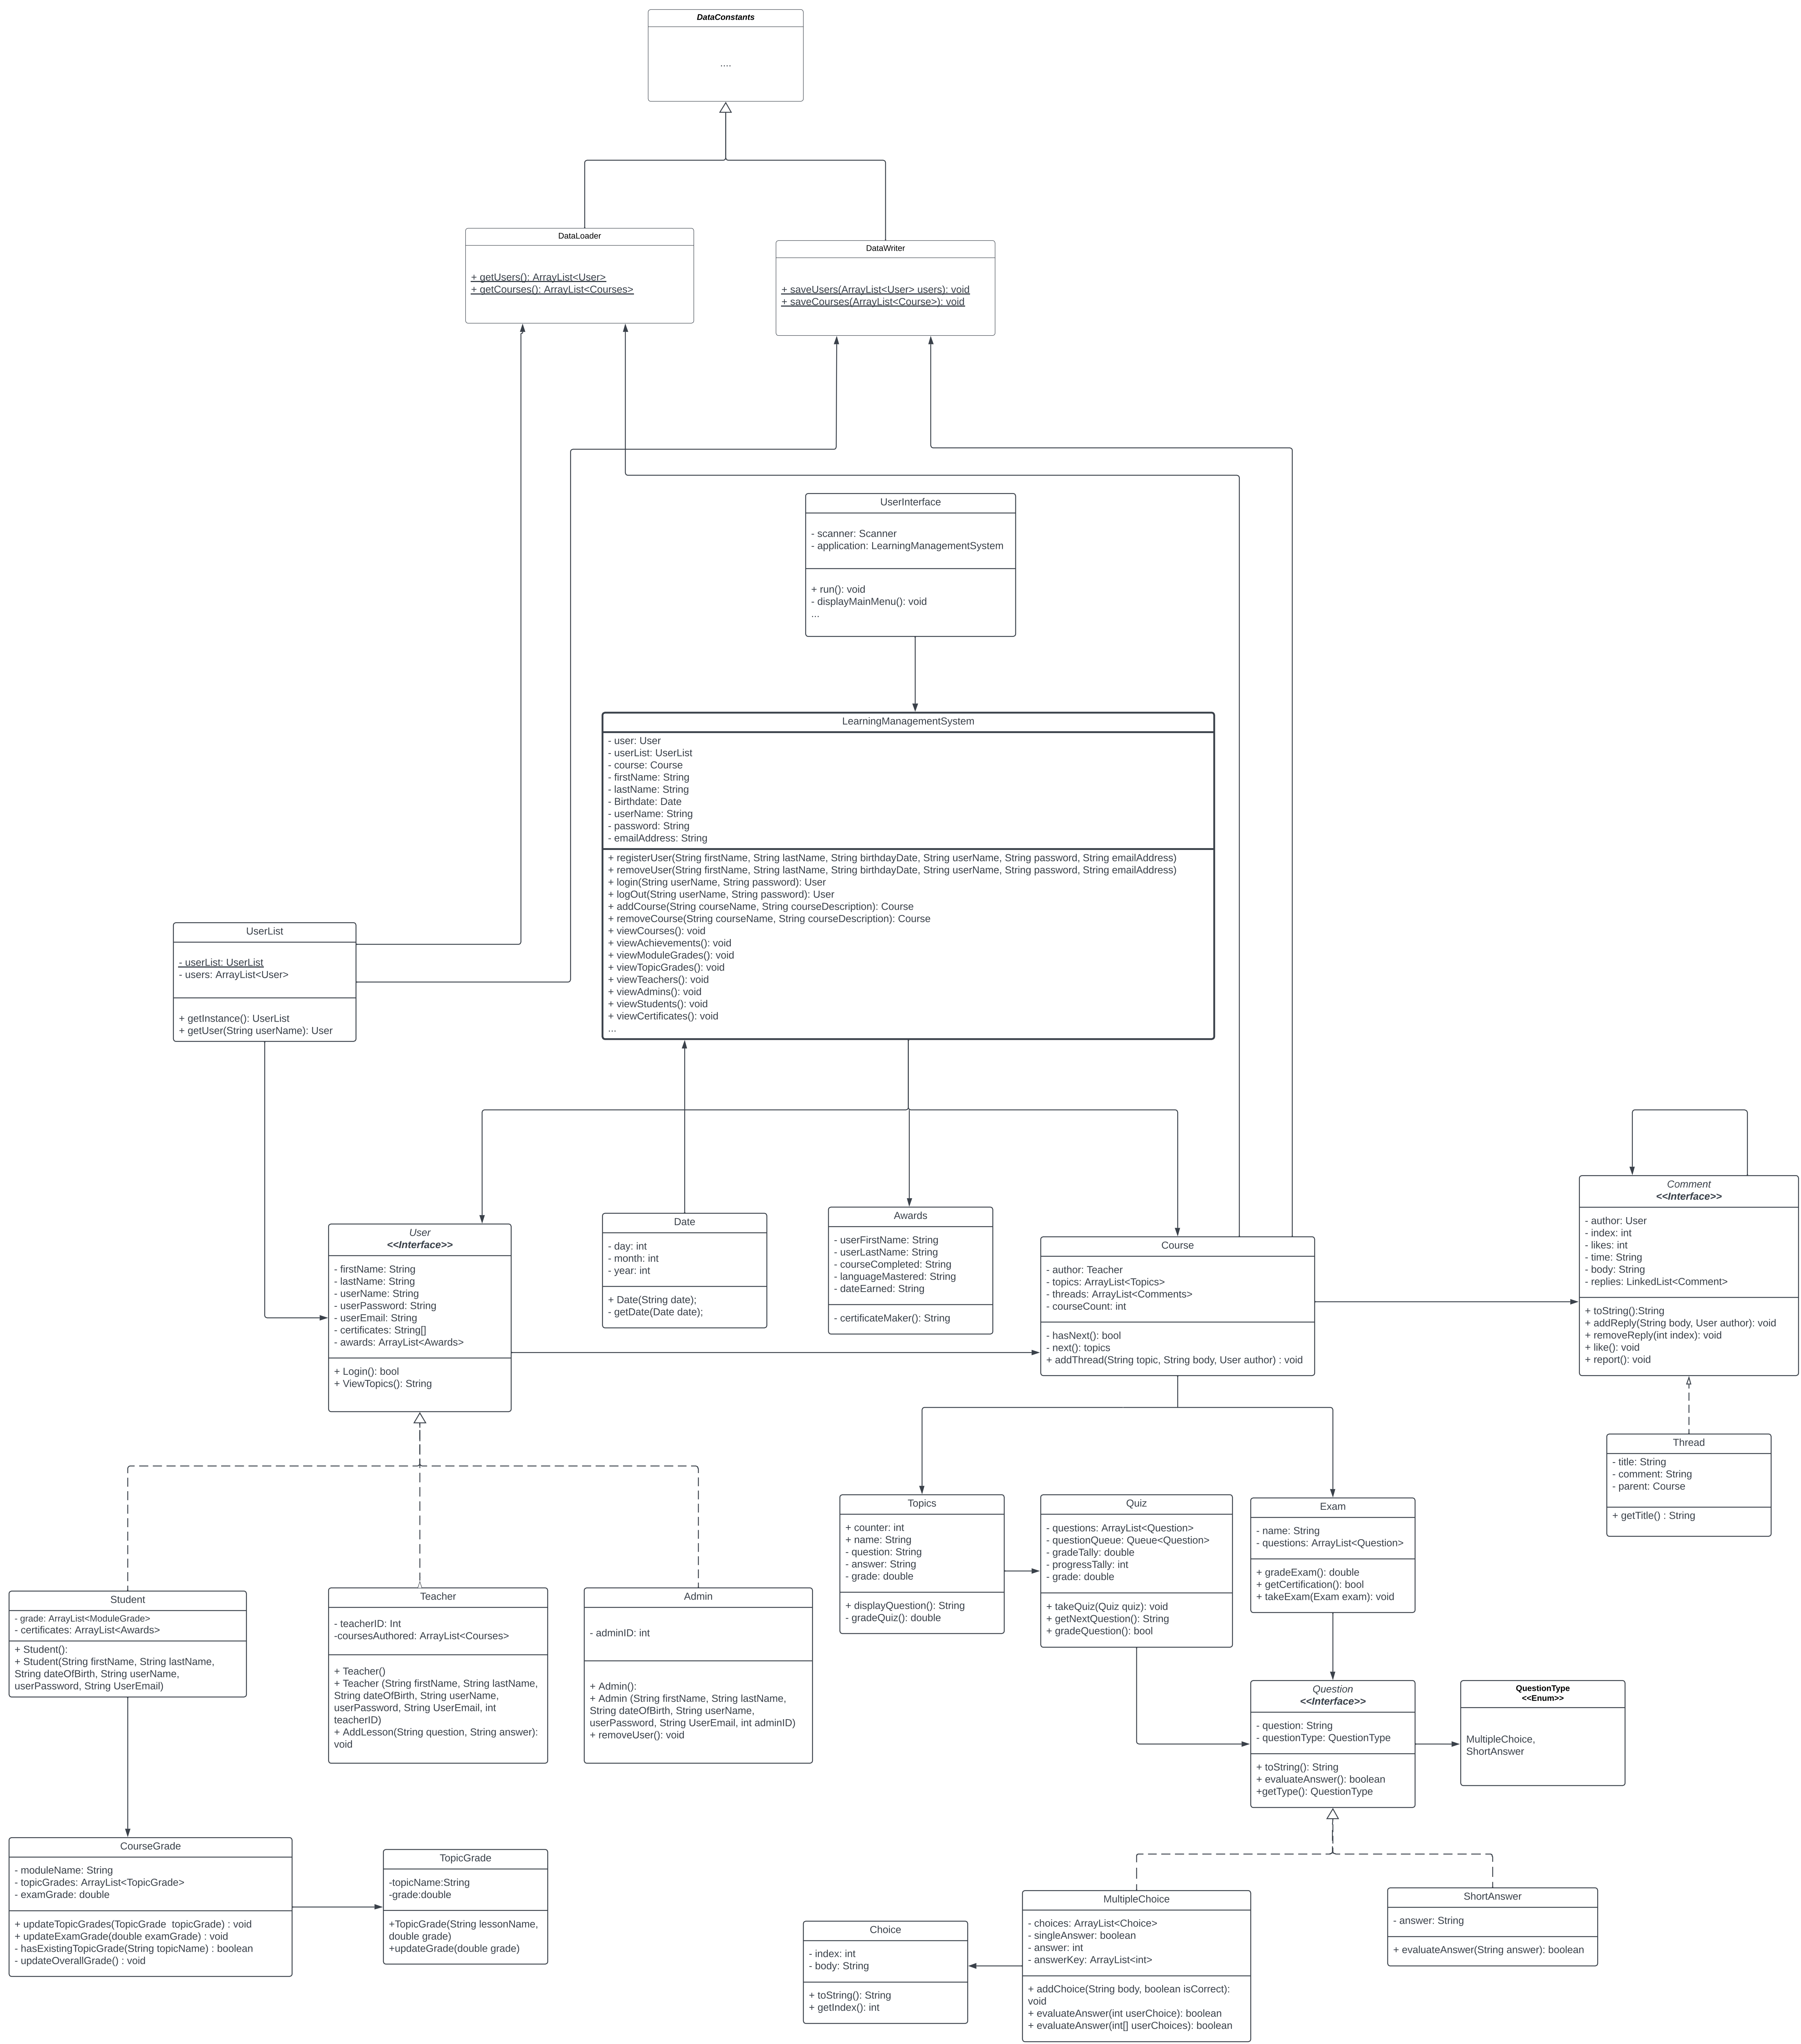 DataConstants
....
DataLoader
+ getUsers(): ArrayList<User>
+ getCourses(): ArrayList<Courses>
DataWriter
+ saveUsers(ArrayList<User> users): void
+ saveCourses(ArrayList<Course>): void
UserInterface
- scanner: Scanner
- application: LearningManagementSystem
+ run(): void
- displayMainMenu(): void
...
LearningManagementSystem
- user: User
- userList: UserList
- course: Course
- firstName: String
- lastName: String
- Birthdate: Date
- userName: String
- password: String
- emailAddress: String
+ registerUser(String firstName, String lastName, String birthdayDate, String userName, String password, String emailAddress)
+ removeUser(String firstName, String lastName, String birthdayDate, String userName, String password, String emailAddress)
+ login(String userName, String password): User
+ logOut(String userName, String password): User
+ addCourse(String courseName, String courseDescription): Course
+ removeCourse(String courseName, String courseDescription): Course
+ viewCourses(): void
+ viewAchievements(): void
+ viewModuleGrades(): void
+ viewTopicGrades(): void
+ viewTeachers(): void
+ viewAdmins(): void
+ viewStudents(): void
+ viewCertificates(): void
...
UserList
- userList: UserList
- users: ArrayList<User>
+ getInstance(): UserList
+ getUser(String userName): User
User
<<Interface>>
- firstName: String
- lastName: String
- userName: String
- userPassword: String
- userEmail: String
- certificates: String[]
- awards: ArrayList<Awards>
+ Login(): bool
+ ViewTopics(): String
Date
- day: int
- month: int
- year: int
+ Date(String date);
- getDate(Date date);
Awards
- userFirstName: String
- userLastName: String
- courseCompleted: String
- languageMastered: String
- dateEarned: String
- certificateMaker(): String
Course
- author: Teacher
- topics: ArrayList<Topics>
- threads: ArrayList<Comments>
- courseCount: int
- hasNext(): bool
- next(): topics
+ addThread(String topic, String body, User author) : void
Comment
<<Interface>>
- author: User
- index: int
- likes: int
- time: String
- body: String
- replies: LinkedList<Comment>
+ toString():String
+ addReply(String body, User author): void
+ removeReply(int index): void
+ like(): void
+ report(): void
Thread
- title: String
- comment: String
- parent: Course
+ getTitle() : String
Topics
+ counter: int
+ name: String
- question: String
- answer: String
- grade: double
+ displayQuestion(): String
- gradeQuiz(): double
Quiz
- questions: ArrayList<Question>
- questionQueue: Queue<Question>
- gradeTally: double
- progressTally: int
- grade: double
+ takeQuiz(Quiz quiz): void
+ getNextQuestion(): String
+ gradeQuestion(): bool
Exam
- name: String
- questions: ArrayList<Question>
+ gradeExam(): double
+ getCertification(): bool
+ takeExam(Exam exam): void
Student
- grade: ArrayList<ModuleGrade>
- certificates: ArrayList<Awards>
+ Student():
+ Student(String firstName, String lastName,
String dateOfBirth, String userName,
userPassword, String UserEmail)
Teacher
- teacherID: Int
-coursesAuthored: ArrayList<Courses>
+ Teacher()
+ Teacher (String firstName, String lastName,
String dateOfBirth, String userName,
userPassword, String UserEmail, int
teacherID)
+ AddLesson(String question, String answer):
void
Admin
- adminID: int
+ Admin():
+ Admin (String firstName, String lastName,
String dateOfBirth, String userName,
userPassword, String UserEmail, int adminID)
+ removeUser(): void
Question
<<Interface>>
- question: String
- questionType: QuestionType
+ toString(): String
+ evaluateAnswer(): boolean
+getType(): QuestionType
QuestionType
<<Enum>>
MultipleChoice,
ShortAnswer
CourseGrade
- moduleName: String
- topicGrades: ArrayList<TopicGrade>
- examGrade: double
+ updateTopicGrades(TopicGrade  topicGrade) : void
+ updateExamGrade(double examGrade) : void
- hasExistingTopicGrade(String topicName) : boolean
- updateOverallGrade() : void
TopicGrade
-topicName:String
-grade:double
+TopicGrade(String lessonName,
double grade)
+updateGrade(double grade)
Choice
- index: int
- body: String
+ toString(): String
+ getIndex(): int
MultipleChoice
- choices: ArrayList<Choice>
- singleAnswer: boolean
- answer: int
- answerKey: ArrayList<int>
+ addChoice(String body, boolean isCorrect):
void
+ evaluateAnswer(int userChoice): boolean
+ evaluateAnswer(int[] userChoices): boolean
ShortAnswer
- answer: String
+ evaluateAnswer(String answer): boolean